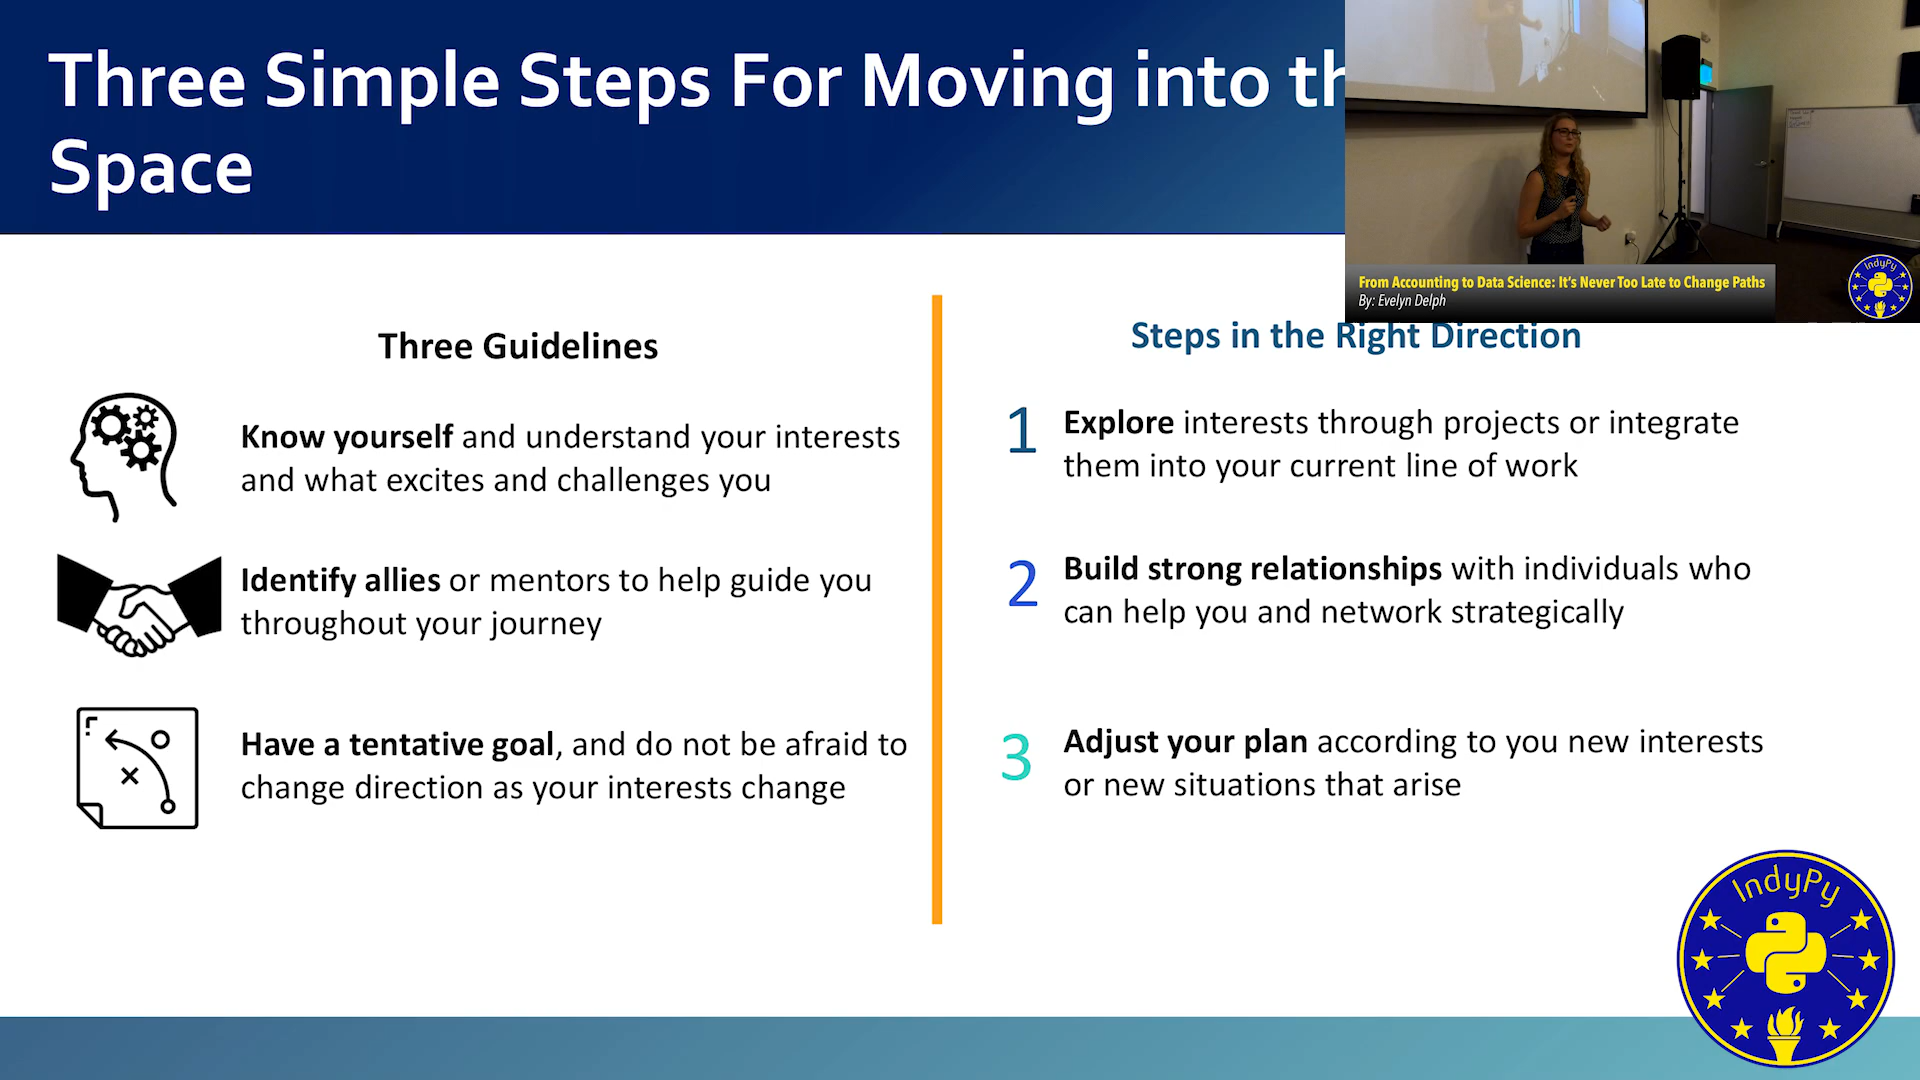 Three Simple Steps For Moving into th
Space
From Accounting to Data Science: It's Never Too Late to Change Paths
By: Evelyn Delph
IndyPy
Three Guidelines
Know yourself and understand your interests
and what excites and challenges you
Identify allies or mentors to help guide you
throughout your journey
Have a tentative goal, and do not be afraid to
change direction as your interests change
Steps in the Right Direction
1 Explore interests through projects or integrate
them into your current line of work
2 Build strong relationships with individuals who
can help you and network strategically
3 Adjust your plan according to you new interests
or new situations that arise
IndyPy